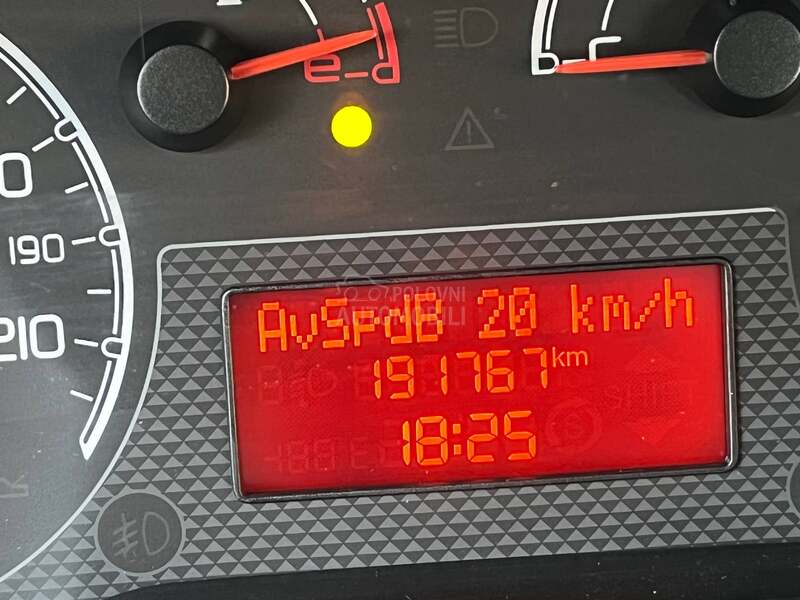 190
210
POLOVNI
AUTOMOBILI
AvSpdB 20 km/h
191767 km
18:25